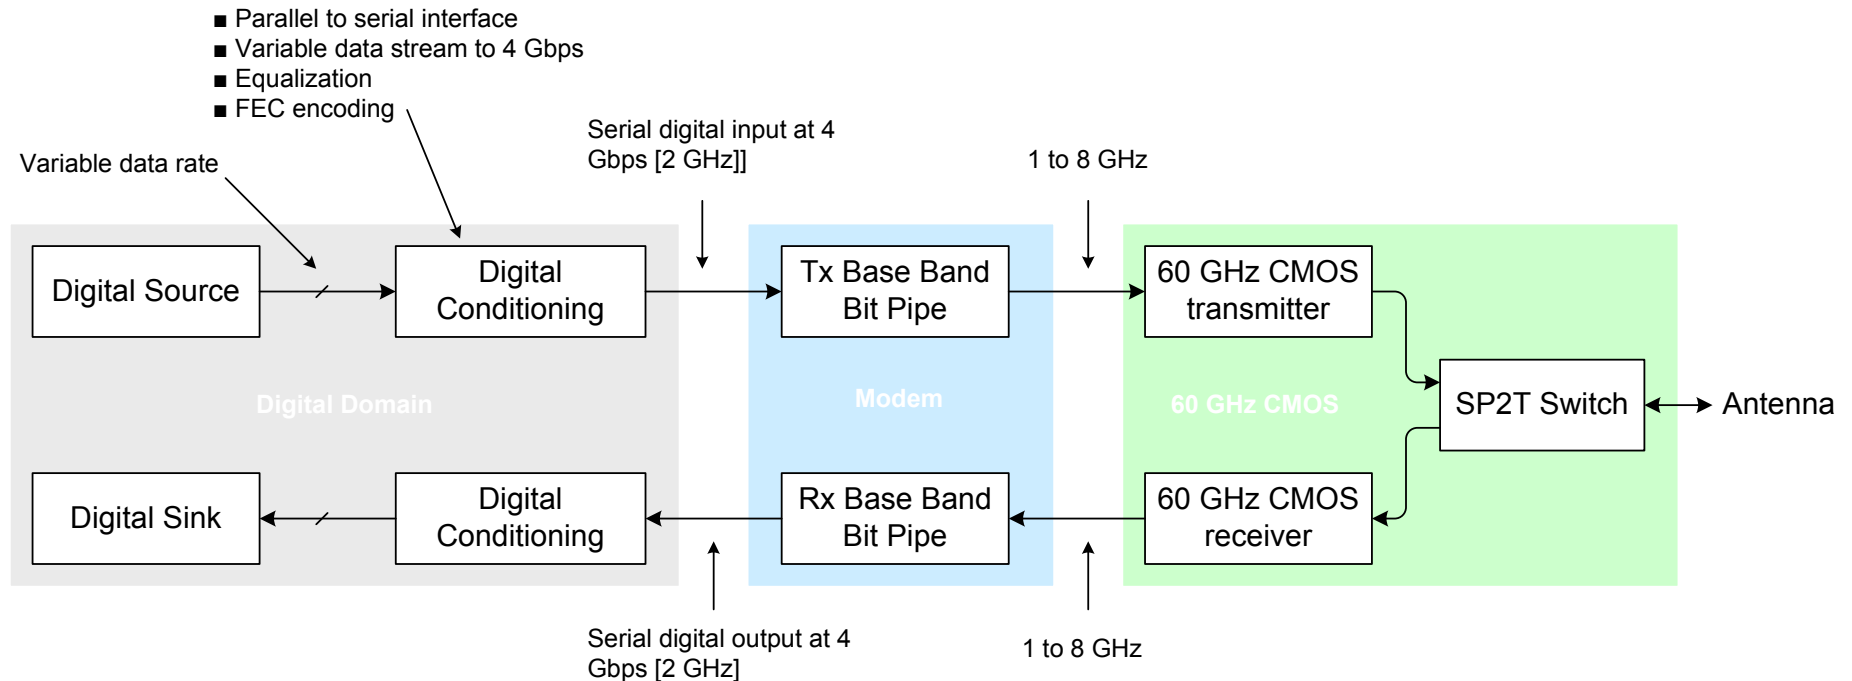 ■ Parallel to serial interface
■ Variable data stream to 4 Gbps
■ Equalization
■ FEC encoding
Variable data rate
Serial digital input at 4
Gbps [2 GHz]]
1 to 8 GHz
Digital Source
Digital
Conditioning
Tx Base Band
Bit Pipe
60 GHz CMOS
transmitter
Digital Domain
Modem
60 GHz CMOS
SP2T Switch
Antenna
Digital Sink
Digital
Conditioning
Rx Base Band
Bit Pipe
60 GHz CMOS
receiver
Serial digital output at 4
Gbps [2 GHz]
1 to 8 GHz